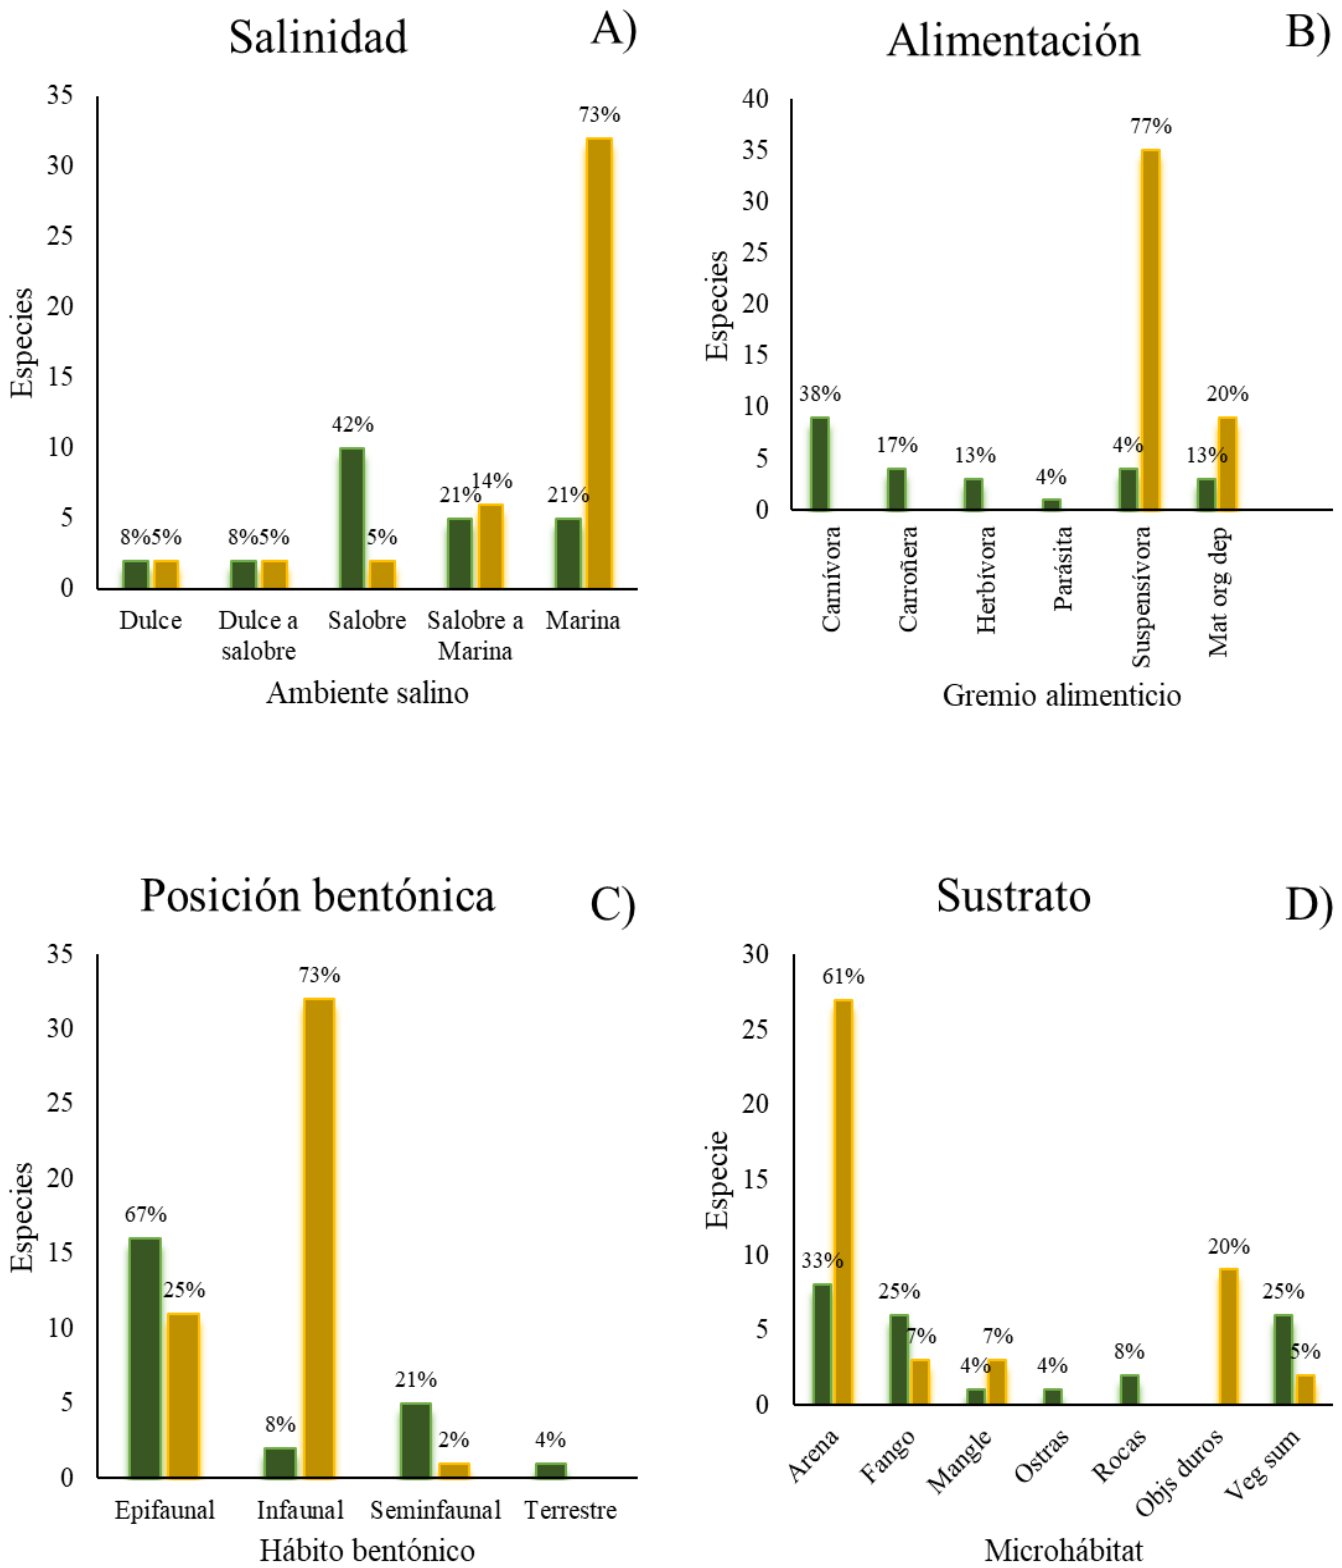 Salinidad
A)
35
30
25
20
15
10
5
0
Especies
8%
5%
8%
5%
42%
5%
21%
14%
21%
73%
Dulce
Dulce a
salobre
Salobre
Salobre a
Marina
Marina
Ambiente salino
Alimentación
B)
40
35
30
25
20
15
10
5
0
Especies
38%
17%
13%
4%
4%
77%
13%
20%
Carnívora
Carroñera
Herbívora
Parásita
Suspensívora
Mat org dep
Gremio alimenticio
Posición bentónica
C)
35
30
25
20
15
10
5
0
Especies
67%
25%
8%
73%
21%
2%
4%
Epifaunal
Infaunal
Seminfaunal
Terrestre
Hábito bentónico
Sustrato
D)
30
25
20
15
10
5
0
Especie
33%
61%
25%
7%
4%
7%
4%
8%
20%
25%
5%
Arena
Fango
Mangle
Ostras
Rocas
Objs duros
Veg sum
Microhábitat